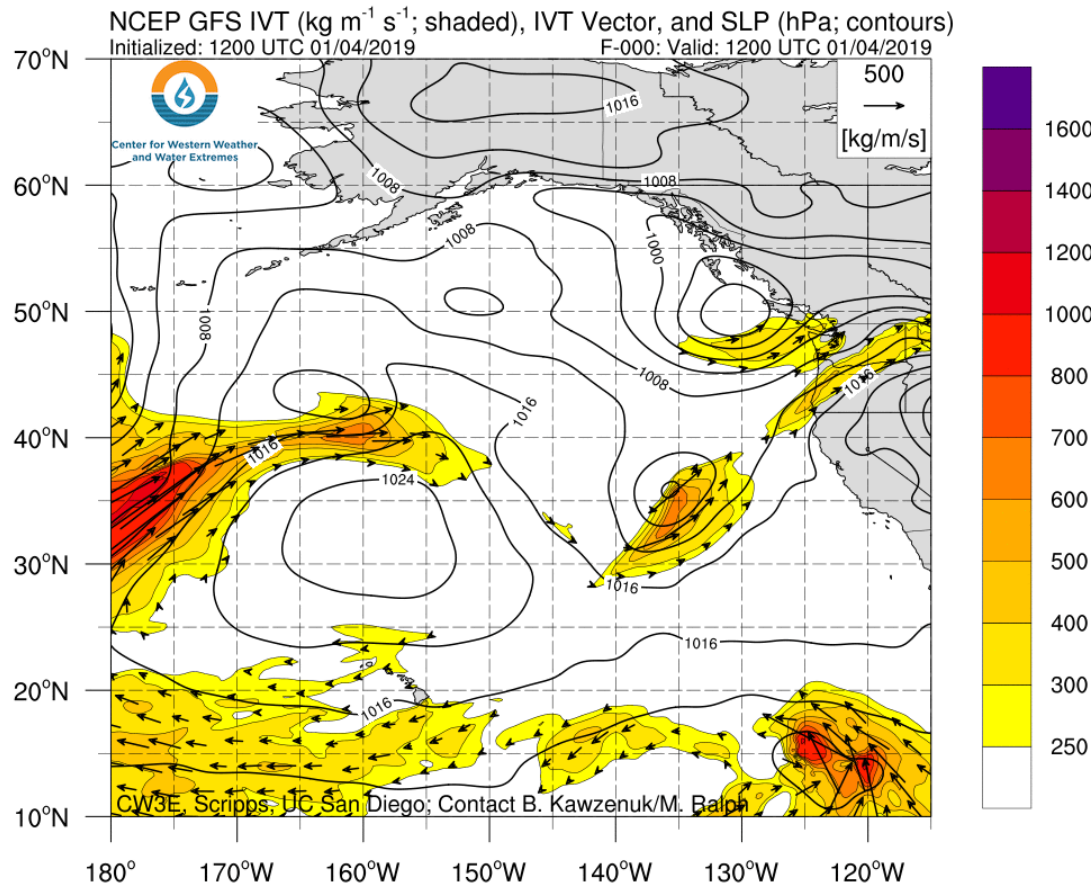 NCEP GFS IVT (kg m⁻¹ s⁻¹; shaded), IVT Vector, and SLP (hPa; contours)
Initialized: 1200 UTC 01/04/2019 F-000: Valid: 1200 UTC 01/04/2019
70°N
500
[kg/m/s]
Center for Western Weather
and Water Extremes
1016
1600
1400
1200
1000
800
700
600
500
400
300
250
60°N
1008
1008
1008
1000
50°N
1008
1008
1016
1016
40°N
1016
1024
30°N
1016
1016
20°N
1016
10°N
CW3E, Scripps, UC San Diego; Contact B. Kawzenuk/M. Ralph
180° 170°W 160°W 150°W 140°W 130°W 120°W